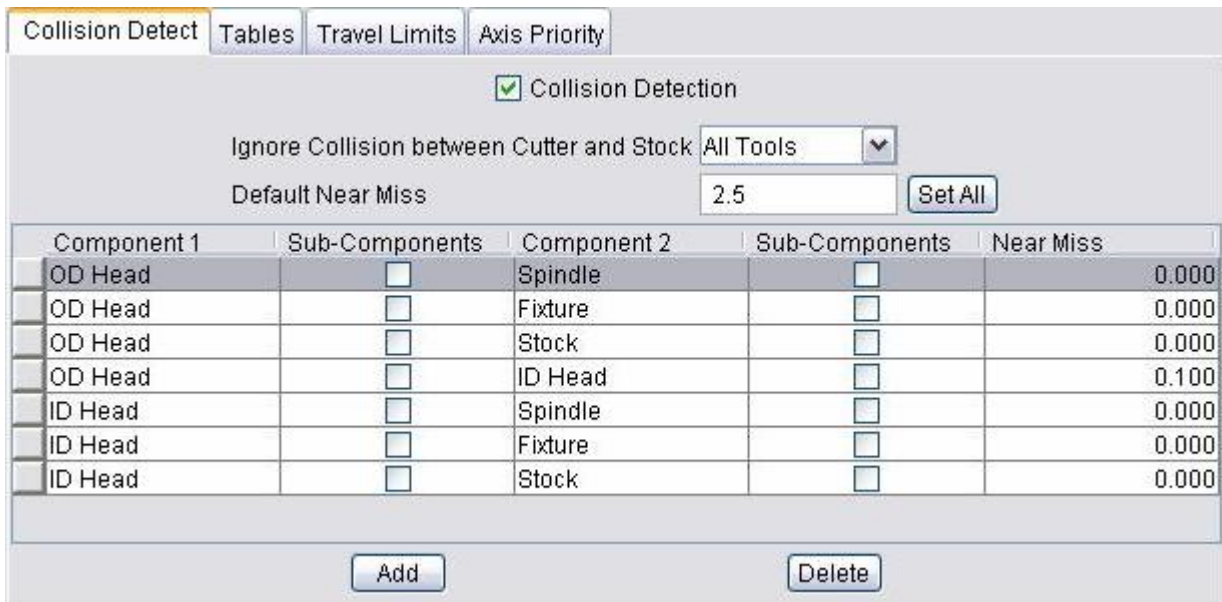 Collision Detect Tables Travel Limits Axis Priority
Collision Detection
Ignore Collision between Cutter and Stock All Tools
Default Near Miss 2.5 Set All
Component 1 Sub-Components Component 2 Sub-Components Near Miss
OD Head Spindle 0.000
OD Head Fixture 0.000
OD Head Stock 0.000
OD Head ID Head 0.100
ID Head Spindle 0.000
ID Head Fixture 0.000
ID Head Stock 0.000
Add Delete